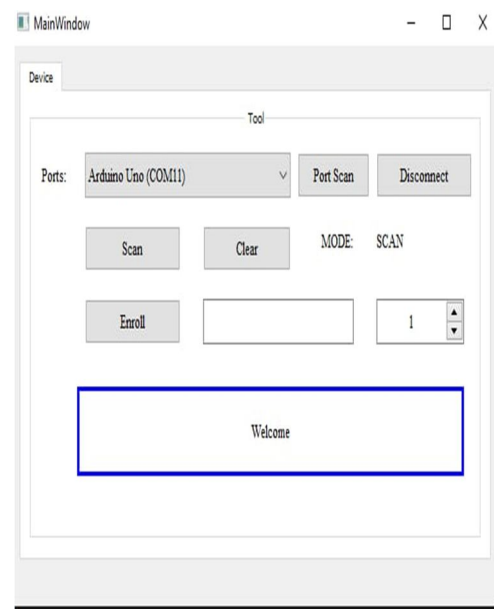 MainWindow
Device
Tool
Ports: Arduino Uno (COM11) Port Scan Disconnect
Scan Clear MODE: SCAN
Enroll 1
Welcome